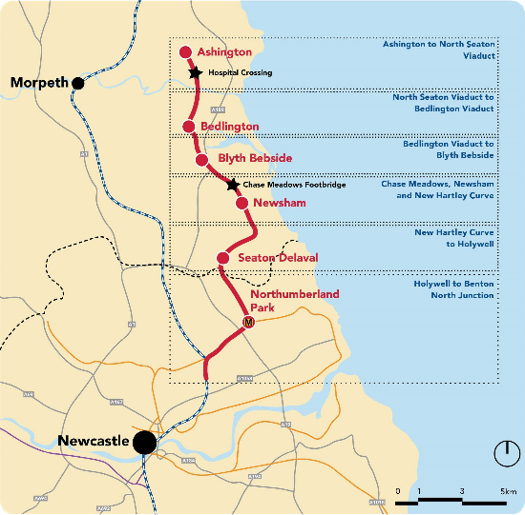 Ashington to North Seaton
Viaduct
Ashington
Hospital Crossing
Morpeth
North Seaton Viaduct to
Bedlington Viaduct
Bedlington
Bedlington Viaduct to
Blyth Bebside
Blyth Bebside
Chase Meadows Footbridge
Chase Meadows, Newsham
and New Hartley Curve
Newsham
New Hartley Curve
to Holywell
Seaton Delaval
Holywell to Benton
North Junction
Northumberland
Park
M
A1
Newcastle
0 1 3 5km